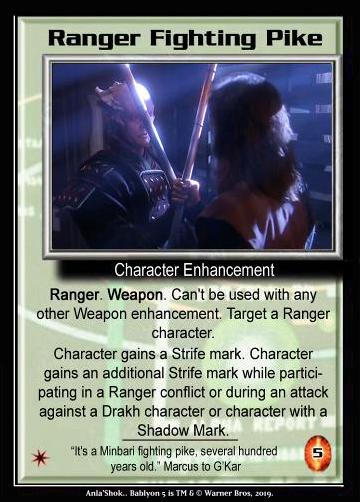 Ranger Fighting Pike
Character Enhancement
Ranger. Weapon. Can't be used with any
other Weapon enhancement. Target a Ranger
character.
Character gains a Strife mark. Character
gains an additional Strife mark while partici-
pating in a Ranger conflict or during an attack
against a Drakh character or character with a
Shadow Mark.
"It's a Minbari fighting pike, several hundred
years old." Marcus to G'Kar
5
Anla'Shok.. Bablyon 5 is TM & © Warner Bros, 2019.